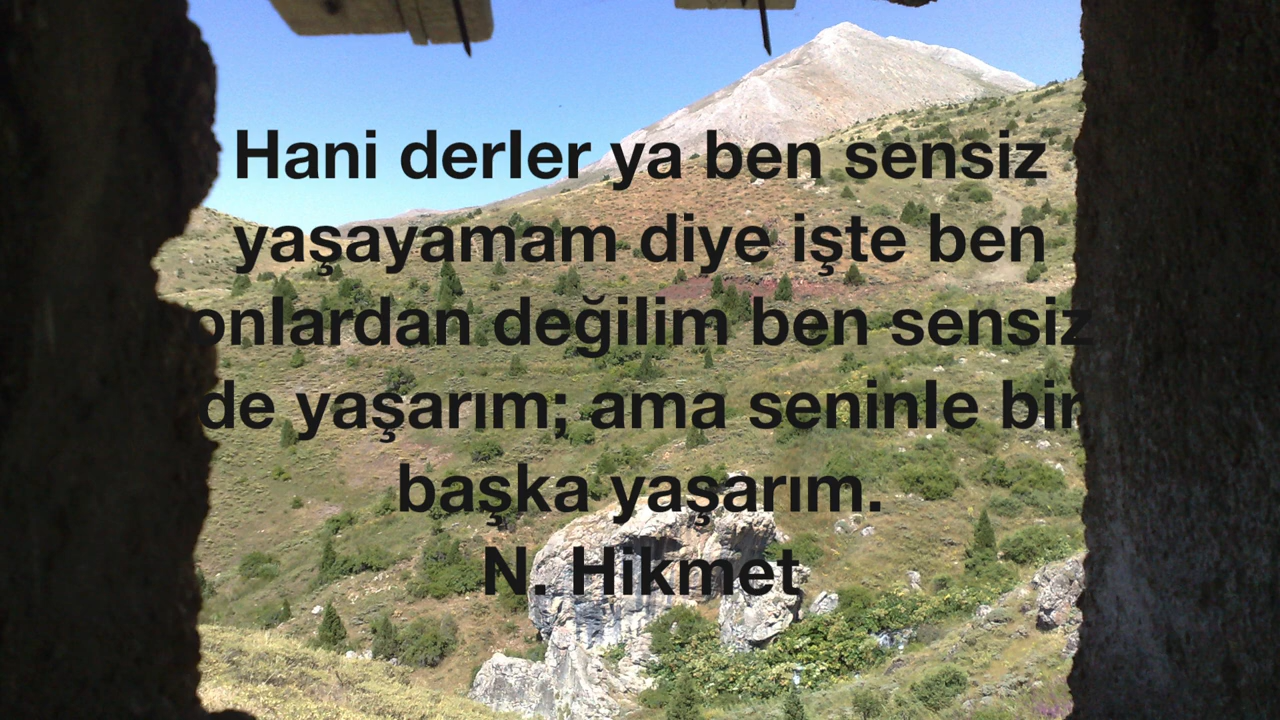 Hani derler ya ben sensiz
yaşayamam diye işte ben
onlardan değilim ben sensiz
de yaşarım; ama seninle bir
başka yaşarım.
N. Hikmet